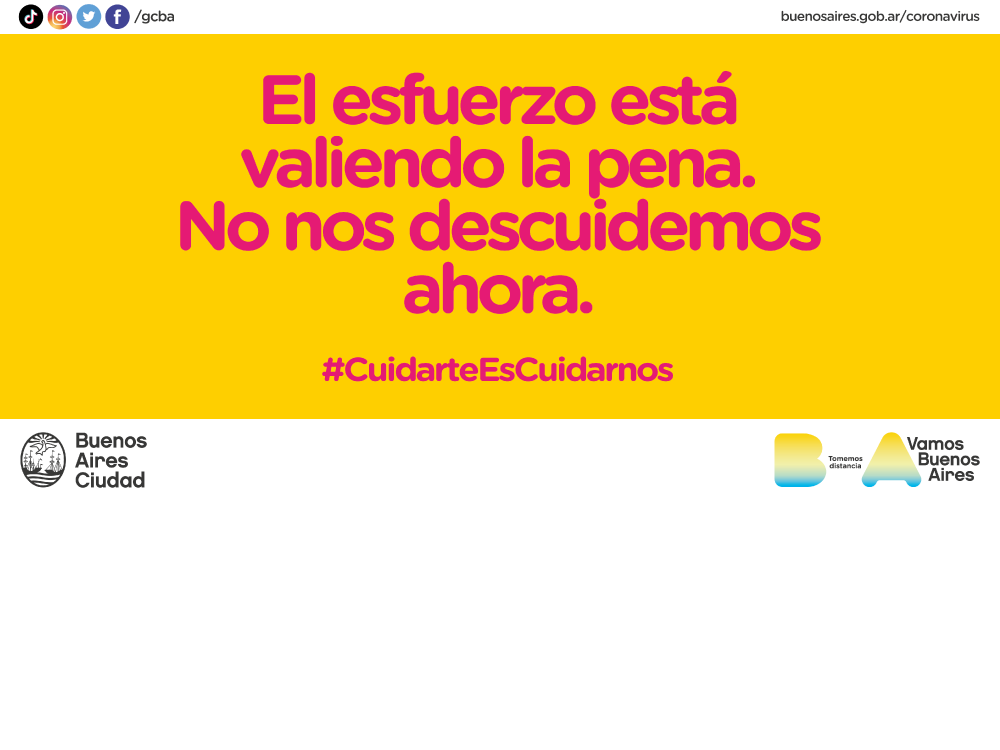 /gcba
buenosaires.gob.ar/coronavirus
El esfuerzo está
valiendo la pena.
No nos descuidemos
ahora.
#CuidarteEsCuidarnos
Buenos
Aires
Ciudad
B
Tomemos
distancia
A
Vamos
Buenos
Aires